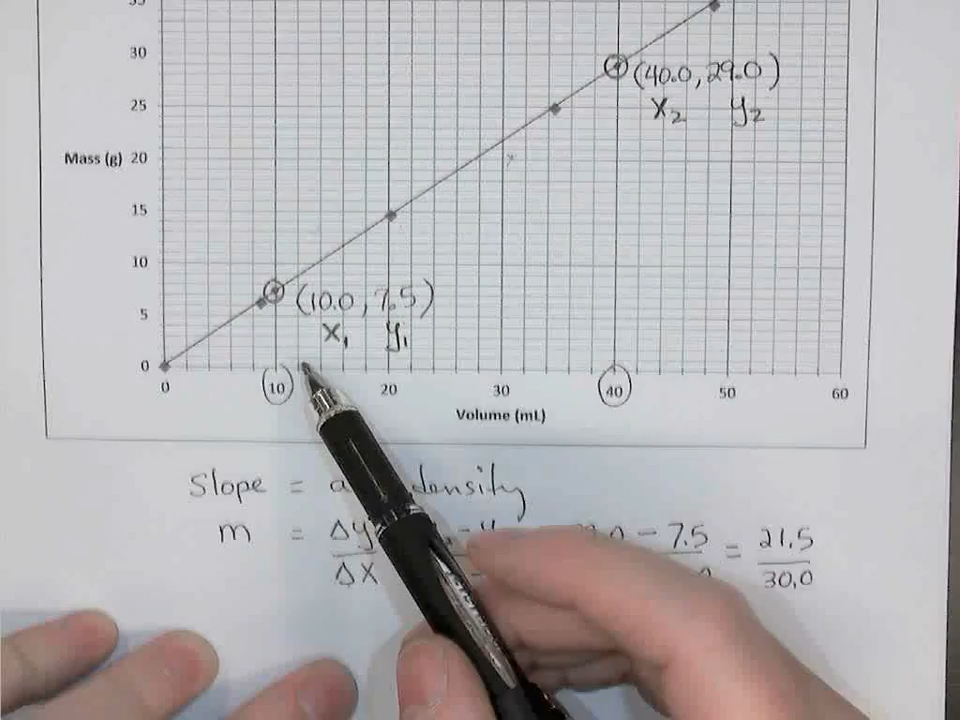 30
(40.0, 29.0)
25
x₂ y₂
Mass (g) 20
15
10
(10.0, 7.5)
5
x₁ y₁
0
0 10 20 30 40 50 60
Volume (mL)
Slope = density
m = Δy/Δx - 7.5 = 21.5/30.0